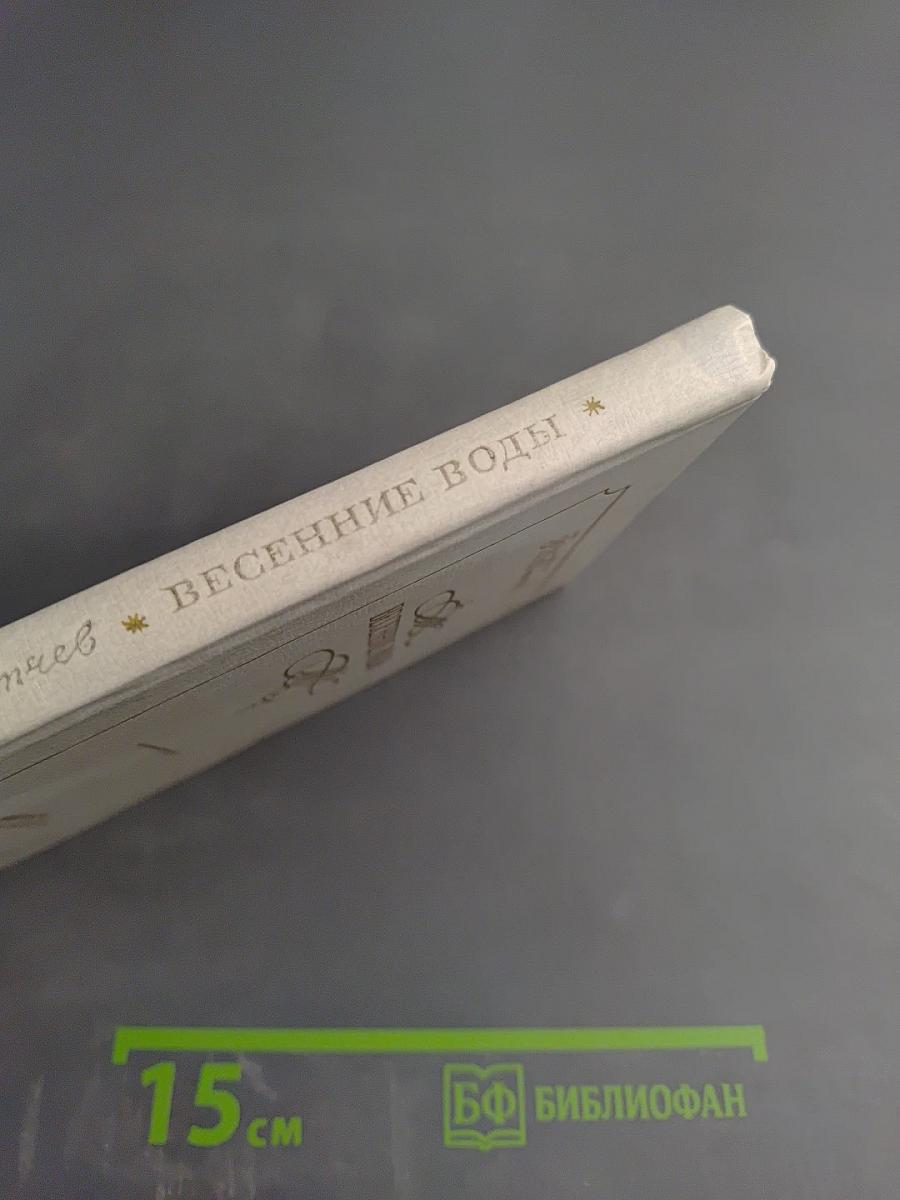 тчев * ВЕСЕННИЕ ВОДЫ *
15 см
БФ БИБЛИОФАН